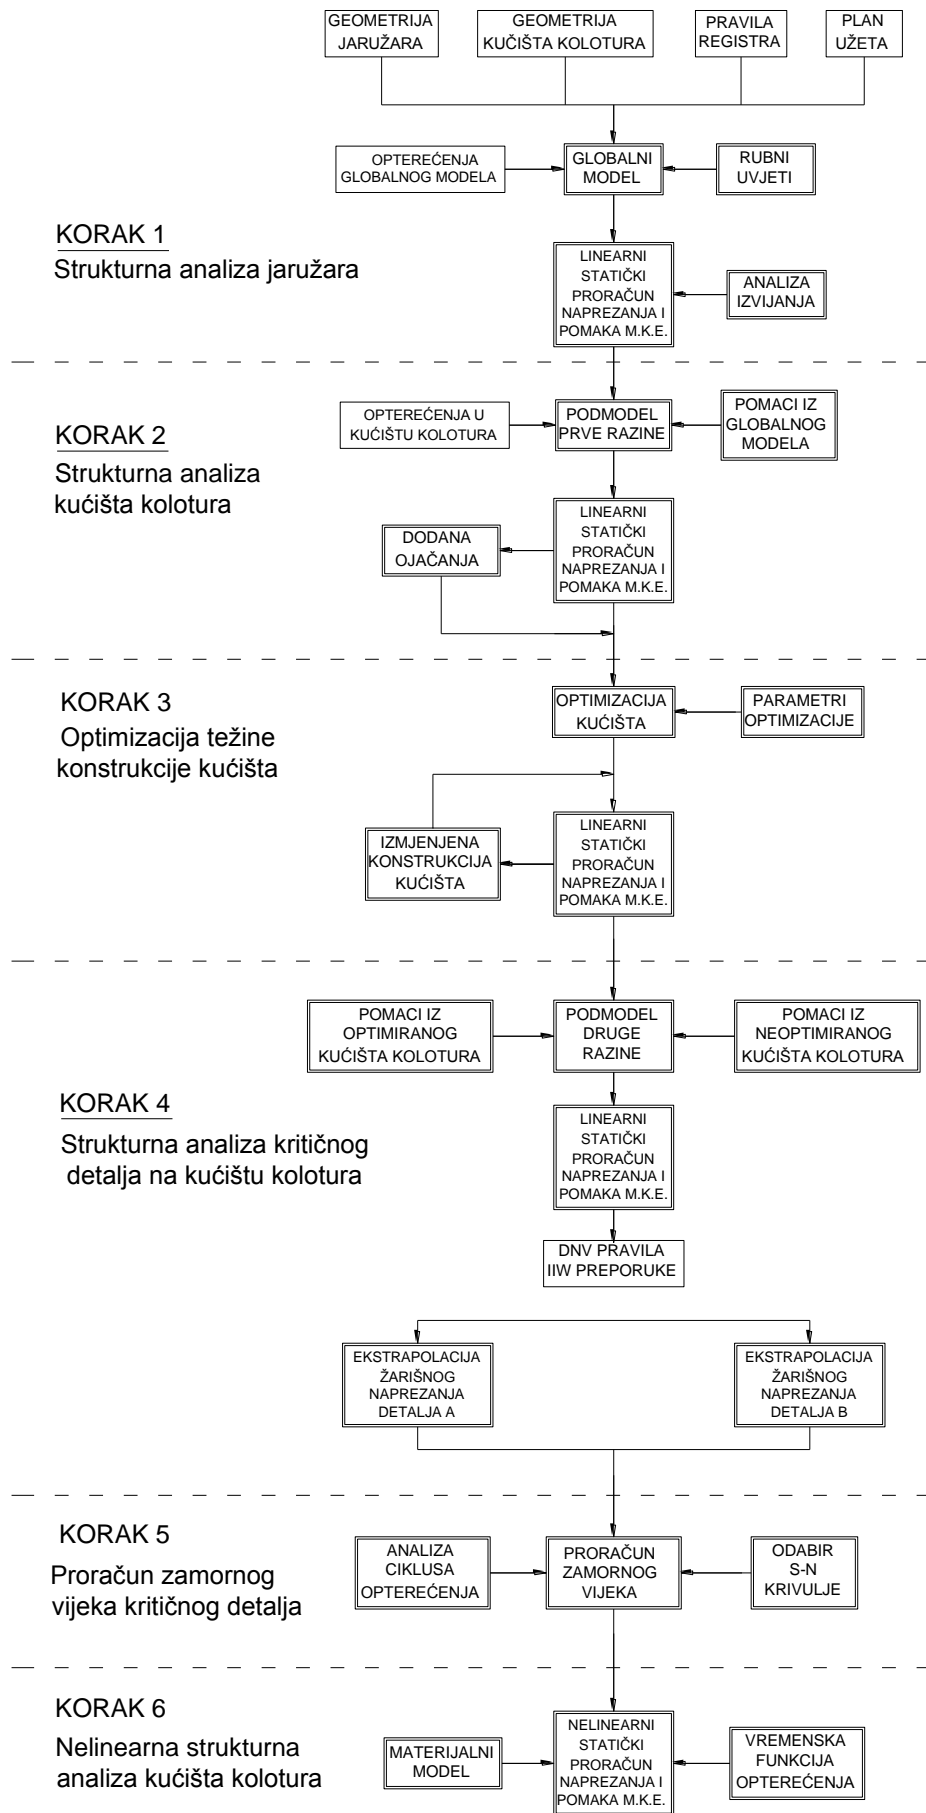 GEOMETRIJA
JARUŽARA
GEOMETRIJA
KUČIŠTA KOLOTURA
PRAVILA
REGISTRA
PLAN
UŽETA
OPTEREĆENJA
GLOBALNOG MODELA
GLOBALNI
MODEL
RUBNI
UVJETI
KORAK 1
Strukturna analiza jaružara
LINEARNI
STATIČKI
PRORAČUN
NAPREZANJA I
POMAKA M.K.E.
ANALIZA
IZVIJANJA
KORAK 2
Strukturna analiza
kućišta kolotura
OPTEREĆENJA U
KUĆIŠTU KOLOTURA
PODMODEL
PRVE RAZINE
POMACI IZ
GLOBALNOG
MODELA
DODANA
OJAČANJA
LINEARNI
STATIČKI
PRORAČUN
NAPREZANJA I
POMAKA M.K.E.
KORAK 3
Optimizacija težine
konstrukcije kućišta
OPTIMIZACIJA
KUĆIŠTA
PARAMETRI
OPTIMIZACIJE
IZMJENJENA
KONSTRUKCIJA
KUĆIŠTA
LINEARNI
STATIČKI
PRORAČUN
NAPREZANJA I
POMAKA M.K.E.
POMACI IZ
OPTIMIRANOG
KUĆIŠTA KOLOTURA
PODMODEL
DRUGE
RAZINE
POMACI IZ
NEOPTIMIRANOG
KUĆIŠTA KOLOTURA
KORAK 4
Strukturna analiza kritičnog
detalja na kućištu kolotura
LINEARNI
STATIČKI
PRORAČUN
NAPREZANJA I
POMAKA M.K.E.
DNV PRAVILA
IIW PREPORUKE
EKSTRAPOLACIJA
ŽARIŠNOG
NAPREZANJA
DETALJA A
EKSTRAPOLACIJA
ŽARIŠNOG
NAPREZANJA
DETALJA B
KORAK 5
Proračun zamornog
vijeka kritičnog detalja
ANALIZA
CIKLUSA
OPTEREĆENJA
PRORAČUN
ZAMORNOG
VIJEKA
ODABIR
S-N
KRIVULJE
KORAK 6
Nelinearna strukturna
analiza kućišta kolotura
MATERIJALNI
MODEL
NELINEARNI
STATIČKI
PRORAČUN
NAPREZANJA I
POMAKA M.K.E.
VREMENSKA
FUNKCIJA
OPTEREĆENJA